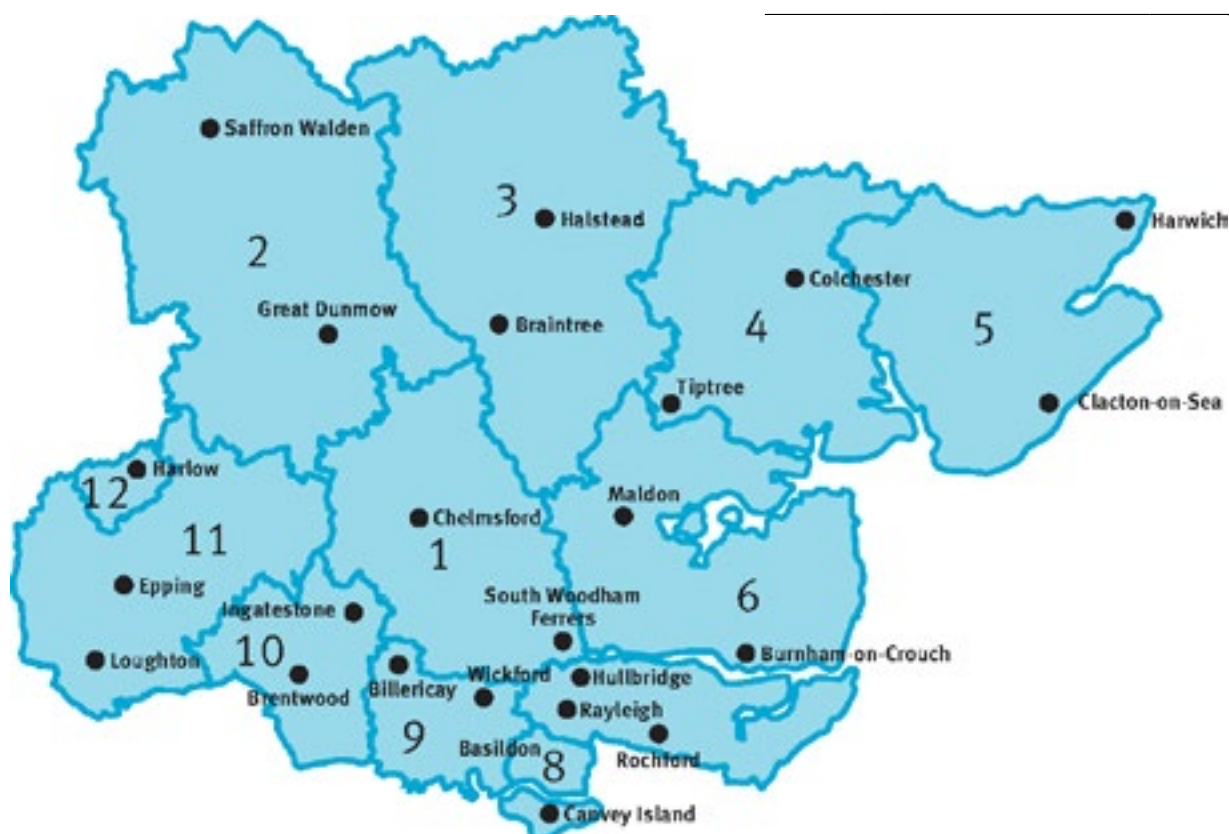 Saffron Walden
3
Halstead
Harwich
2
Colchester
Great Dunmow
Braintree
4
5
Tiptree
Clacton-on-Sea
Harlow
12
Maldon
Chelmsford
11
1
Epping
South Woodham
Ferrers
6
Ingatestone
10
Loughton
Burnham-on-Crouch
Brentwood
Billericay
Wickford
Hullbridge
Rayleigh
9
Basildon
Rochford
8
Canvey Island